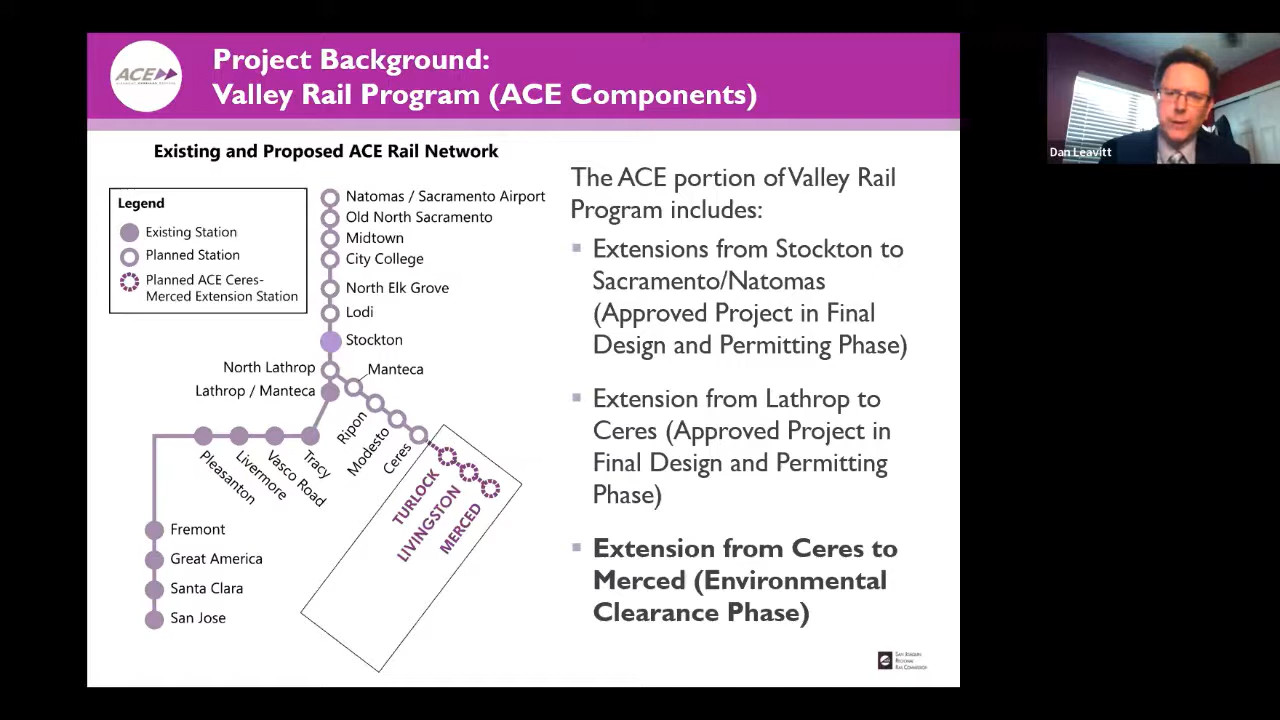 ACE
Project Background:
Valley Rail Program (ACE Components)
Existing and Proposed ACE Rail Network
Legend
Existing Station
Planned Station
Planned ACE Ceres-
Merced Extension Station
Natomas / Sacramento Airport
Old North Sacramento
Midtown
City College
North Elk Grove
Lodi
Stockton
North Lathrop
Manteca
Lathrop / Manteca
Ripon
Modesto
Ceres
TURLOCK
LIVINGSTON
MERCED
Pleasanton
Livermore
Vasco Road
Tracy
Fremont
Great America
Santa Clara
San Jose
The ACE portion of Valley Rail
Program includes:
Extensions from Stockton to
Sacramento/Natomas
(Approved Project in Final
Design and Permitting Phase)
Extension from Lathrop to
Ceres (Approved Project in
Final Design and Permitting
Phase)
Extension from Ceres to
Merced (Environmental
Clearance Phase)
San Joaquin
Regional
Rail Commission
Dan Leavitt